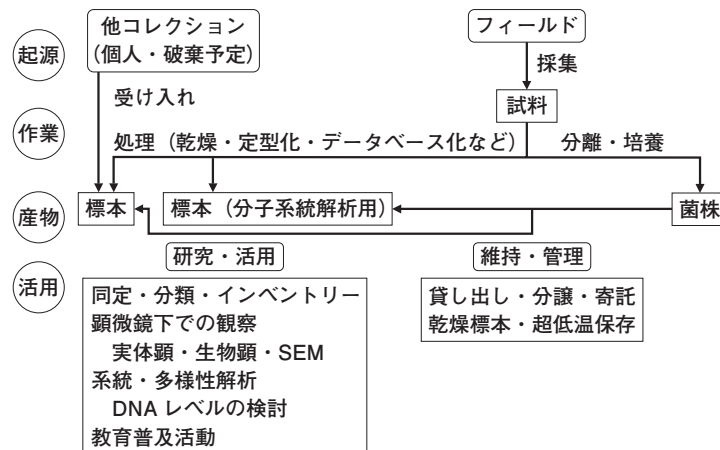 起源
他コレクション
(個人・破棄予定)
フィールド
採集
受け入れ
試料
作業
処理（乾燥・定型化・データベース化など）
分離・培養
産物
標本
標本（分子系統解析用）
菌株
活用
研究・活用
維持・管理
同定・分類・インベントリー
顕微鏡下での観察
実体顕・生物顕・SEM
系統・多様性解析
DNA レベルの検討
教育普及活動
貸し出し・分譲・寄託
乾燥標本・超低温保存